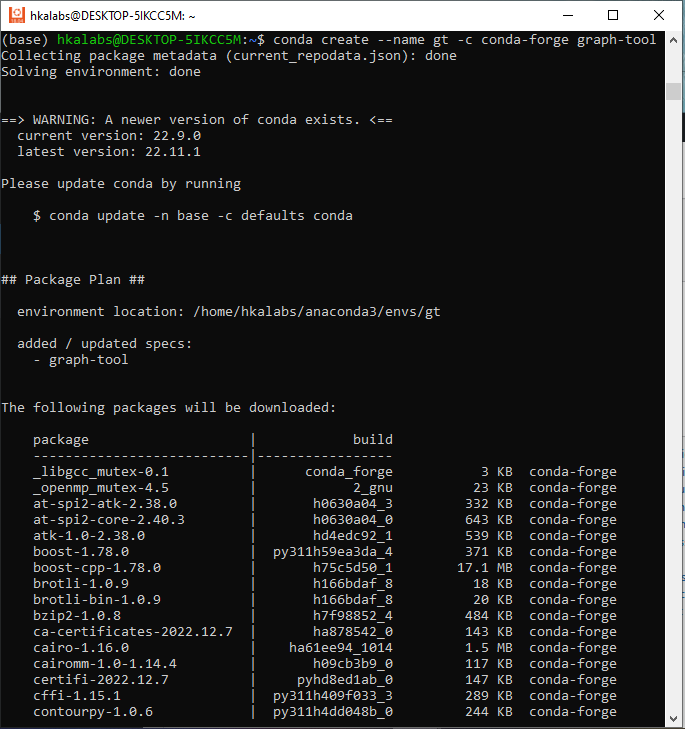 hkalabs@DESKTOP-5IKCC5M: ~
(base) hkalabs@DESKTOP-5IKCC5M:~$ conda create --name gt -c conda-forge graph-tool
Collecting package metadata (current_repodata.json): done
Solving environment: done
==> WARNING: A newer version of conda exists. <==
  current version: 22.9.0
  latest version: 22.11.1
Please update conda by running
    $ conda update -n base -c defaults conda
## Package Plan ##
  environment location: /home/hkalabs/anaconda3/envs/gt
  added / updated specs:
    - graph-tool
The following packages will be downloaded:
    package                    |            build
    ---------------------------|-----------------
    _libgcc_mutex-0.1          |      conda_forge           3 KB  conda-forge
    _openmp_mutex-4.5          |            2_gnu          23 KB  conda-forge
    at-spi2-atk-2.38.0         |       h0630a04_3         332 KB  conda-forge
    at-spi2-core-2.40.3        |       h0630a04_0         643 KB  conda-forge
    atk-1.0-2.38.0             |       hd4edc92_1         539 KB  conda-forge
    boost-1.78.0               |  py311h59ea3da_4         371 KB  conda-forge
    boost-cpp-1.78.0           |       h75c5d50_1        17.1 MB  conda-forge
    brotli-1.0.9               |       h166bdaf_8          18 KB  conda-forge
    brotli-bin-1.0.9           |       h166bdaf_8          20 KB  conda-forge
    bzip2-1.0.8                |       h7f98852_4         484 KB  conda-forge
    ca-certificates-2022.12.7  |       ha878542_0         143 KB  conda-forge
    cairo-1.16.0               |    ha61ee94_1014         1.5 MB  conda-forge
    cairomm-1.0-1.14.4         |       h09cb3b9_0         117 KB  conda-forge
    certifi-2022.12.7          |     pyhd8ed1ab_0         147 KB  conda-forge
    cffi-1.15.1                |  py311h409f033_3         289 KB  conda-forge
    contourpy-1.0.6            |  py311h4dd048b_0         244 KB  conda-forge